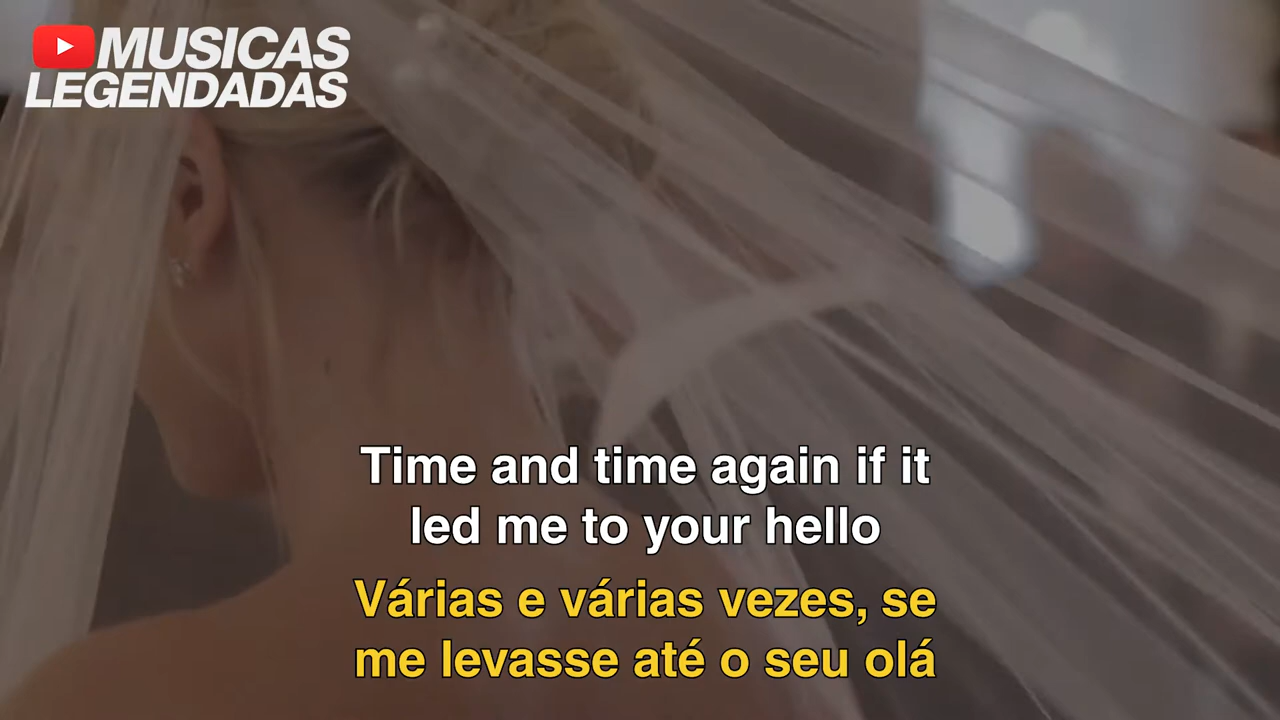 MUSICAS
LEGENDADAS
Time and time again if it
led me to your hello
Várias e várias vezes, se
me levasse até o seu olá